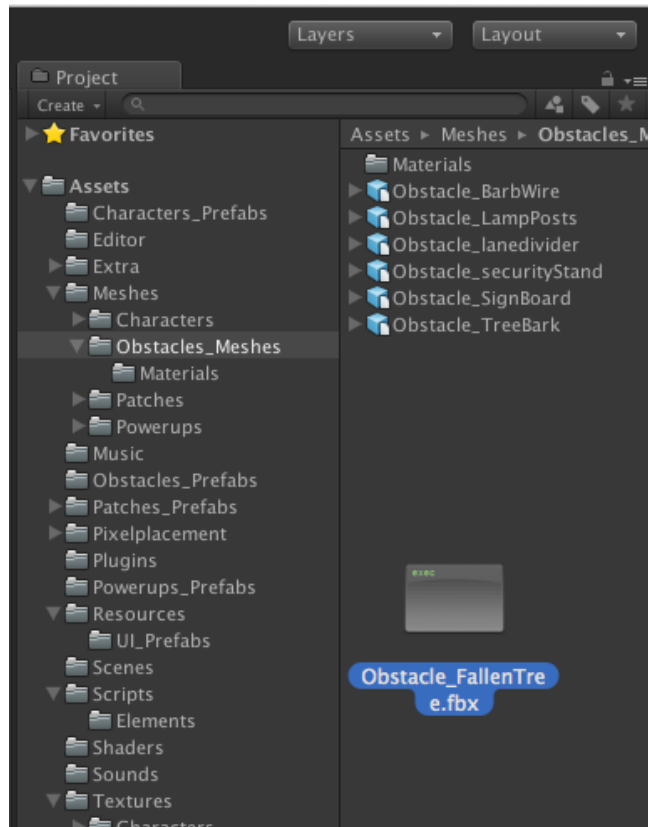 Layers
Layout
Project
Create
Favorites
Assets
Characters_Prefabs
Editor
Extra
Meshes
Characters
Obstacles_Meshes
Materials
Patches
Powerups
Music
Obstacles_Prefabs
Patches_Prefabs
Pixelplacement
Plugins
Powerups_Prefabs
Resources
UI_Prefabs
Scenes
Scripts
Elements
Shaders
Sounds
Textures
Characters
Assets ▸ Meshes ▸ Obstacles_M
Materials
Obstacle_BarbWire
Obstacle_LampPosts
Obstacle_lanedivider
Obstacle_securityStand
Obstacle_SignBoard
Obstacle_TreeBark
exec
Obstacle_FallenTre
e.fbx